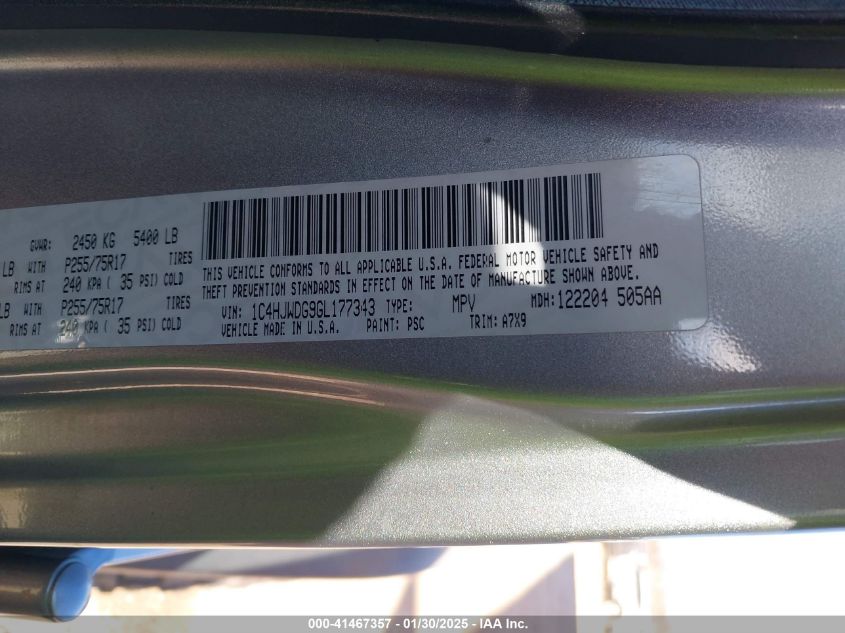 GVWR: 2450 KG 5400 LB
LB WITH P255/75R17 TIRES
RIMS AT 240 KPA ( 35 PSI) COLD
LB WITH P255/75R17 TIRES
RIMS AT 240 KPA ( 35 PSI) COLD
THIS VEHICLE CONFORMS TO ALL APPLICABLE U.S.A. FEDERAL MOTOR VEHICLE SAFETY AND
THEFT PREVENTION STANDARDS IN EFFECT ON THE DATE OF MANUFACTURE SHOWN ABOVE.
VIN: 1C4HJWDG9GL177343 TYPE: MPV MDH: 122204 505AA
VEHICLE MADE IN U.S.A. PAINT: PSC TRIM: A7X9
000-41467357 - 01/30/2025 - IAA Inc.